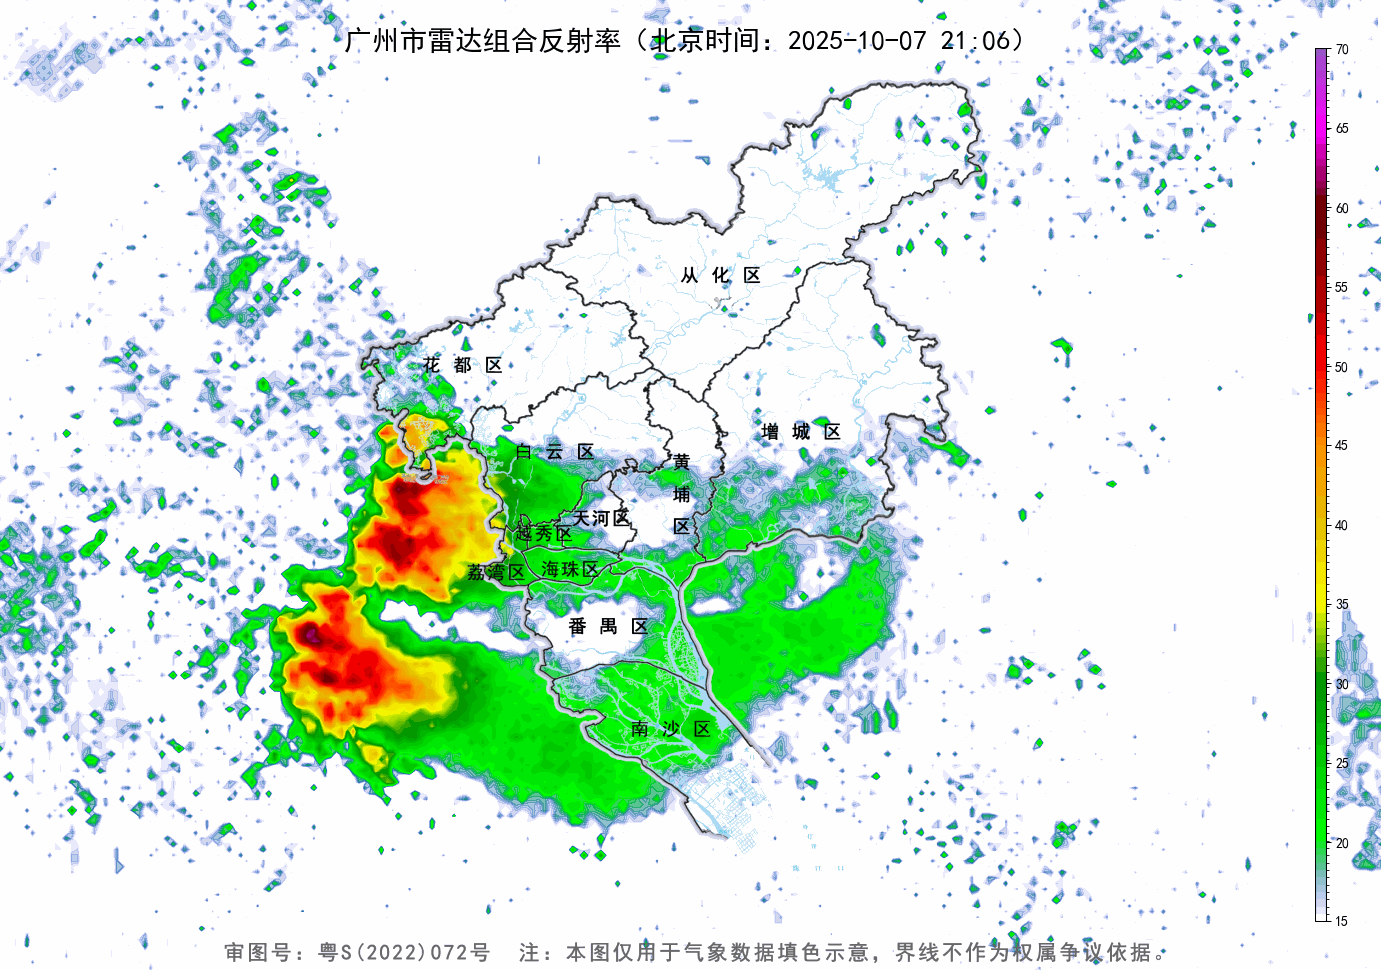 广州市雷达组合反射率（北京时间：2025-10-07 21:06）
70
65
60
55
50
45
40
35
30
25
20
15
从 化 区
花 都 区
增 城 区
白 云 区
黄
埔
区
天河区
越秀区
荔湾区
海珠区
番 禺 区
南 沙 区
审图号：粤S(2022)072号 注：本图仅用于气象数据填色示意，界线不作为权属争议依据。